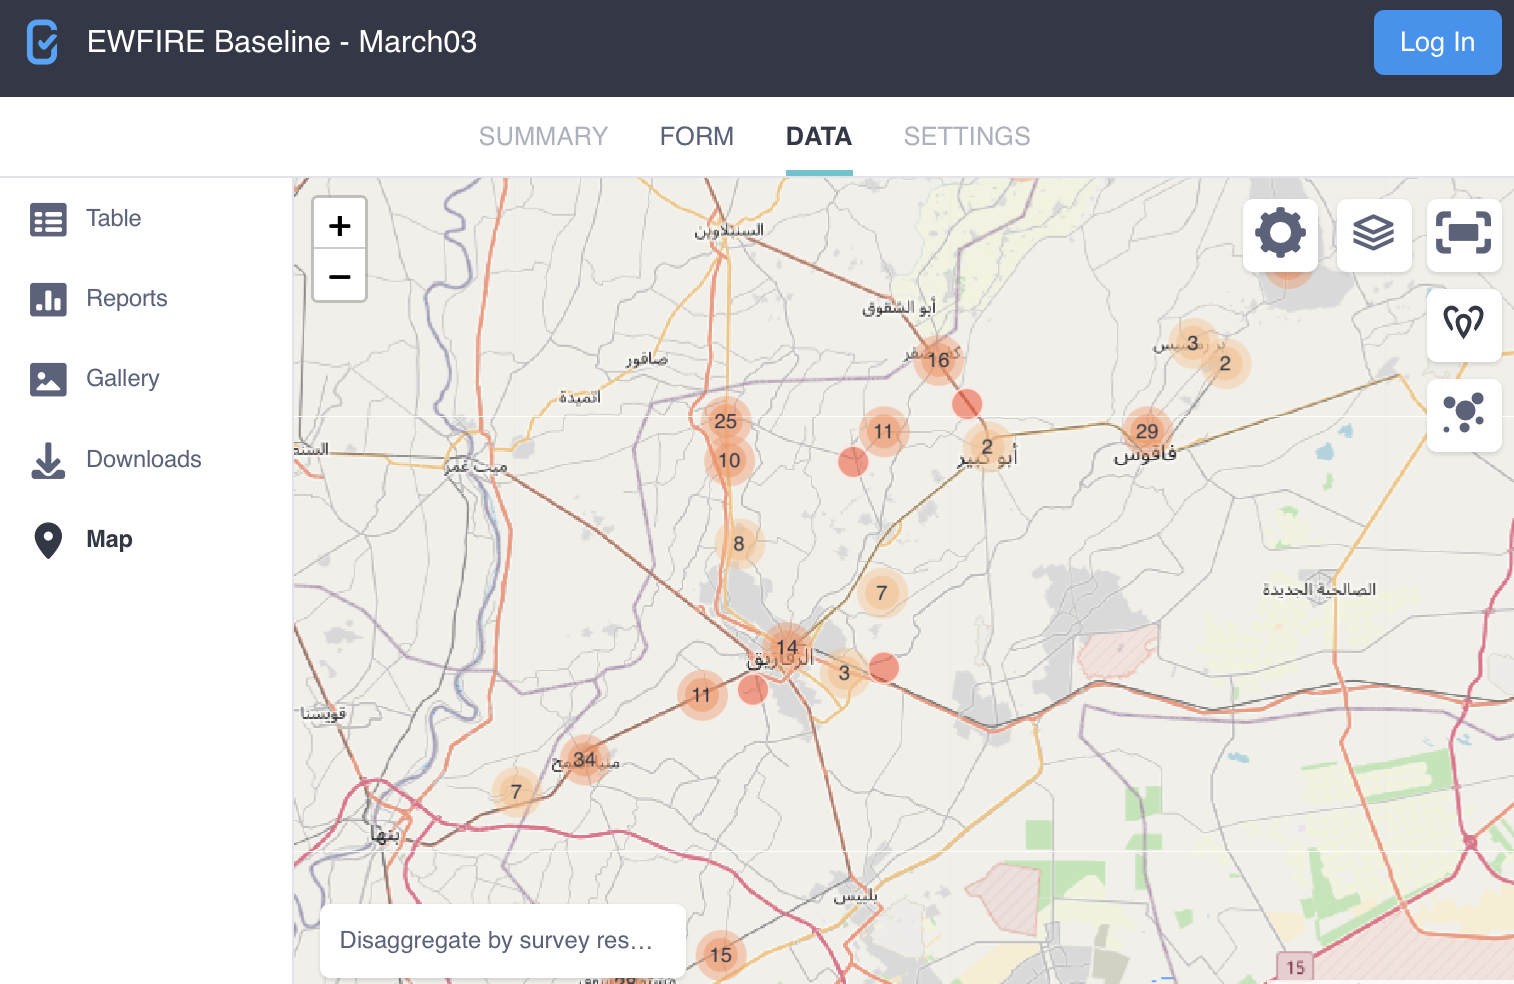 EWFIRE Baseline - March03
Log In
SUMMARY
FORM
DATA
SETTINGS
Table
Reports
Gallery
Downloads
Map
+
−
السنبلاوين
أبو الشقوق
صافور
اتميدة
ميت غمر
16
3
2
25
10
11
2
أبو كبير
29
فاقوس
8
7
الصالحية الجديدة
14
الزقازيق
3
11
قويسنا
34
7
بنها
بلبيس
15
15
Disaggregate by survey res…